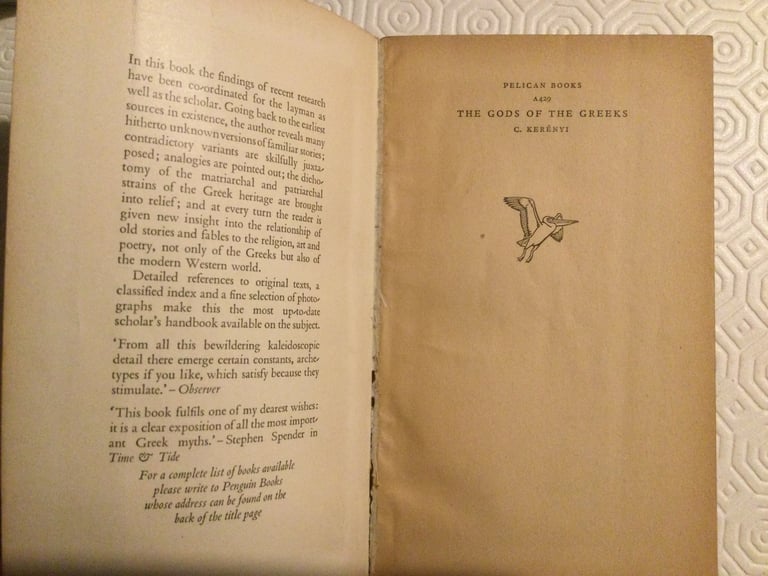 In this book the findings of recent research
have been co-ordinated for the layman as
well as the scholar. Going back to the earliest
sources in existence, the author reveals many
hitherto unknown versions of familiar stories;
contradictory variants are skilfully juxta-
posed; analogies are pointed out; the dicho-
tomy of the matriarchal and patriarchal
strains of the Greek heritage are brought
into relief; and at every turn the reader is
given new insight into the relationship of
old stories and fables to the religion, art and
poetry, not only of the Greeks but also of
the modern Western world.
Detailed references to original texts, a
classified index and a fine selection of photo-
graphs make this the most up-to-date
scholar's handbook available on the subject.
'From all this bewildering kaleidoscopic
detail there emerge certain constants, arche-
types if you like, which satisfy because they
stimulate.' – Observer
'This book fulfils one of my dearest wishes:
it is a clear exposition of all the most import-
ant Greek myths.' – Stephen Spender in
Time & Tide
For a complete list of books available
please write to Penguin Books
whose address can be found on the
back of the title page
PELICAN BOOKS
A429
THE GODS OF THE GREEKS
C. KERÉNYI